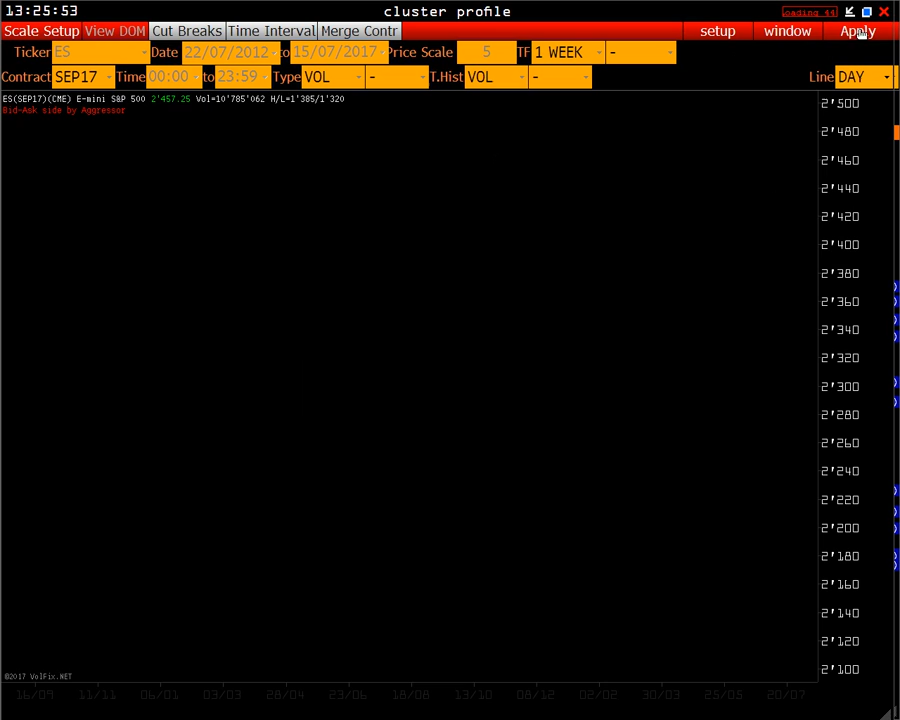 13:25:53 cluster profile loading 44
Scale Setup View DOM Cut Breaks Time Interval Merge Contr setup window Apply
Ticker ES Date 22/07/2012 to 15/07/2017 Price Scale 5 TF 1 WEEK -
Contract SEP17 Time 00:00 to 23:59 Type VOL - T.Hist VOL - Line DAY
ES(SEP17)(CME) E-mini S&P 500 2'457.25 Vol=10'785'062 H/L=1'385/1'320
Bid-Ask side by Aggressor
2'500
2'480
2'460
2'440
2'420
2'400
2'380
2'360
2'340
2'320
2'300
2'280
2'260
2'240
2'220
2'200
2'180
2'160
2'140
2'120
2'100
©2017 VolFix.NET
16/09 11/11 06/01 03/03 28/04 23/06 18/08 13/10 08/12 02/02 30/03 25/05 20/07